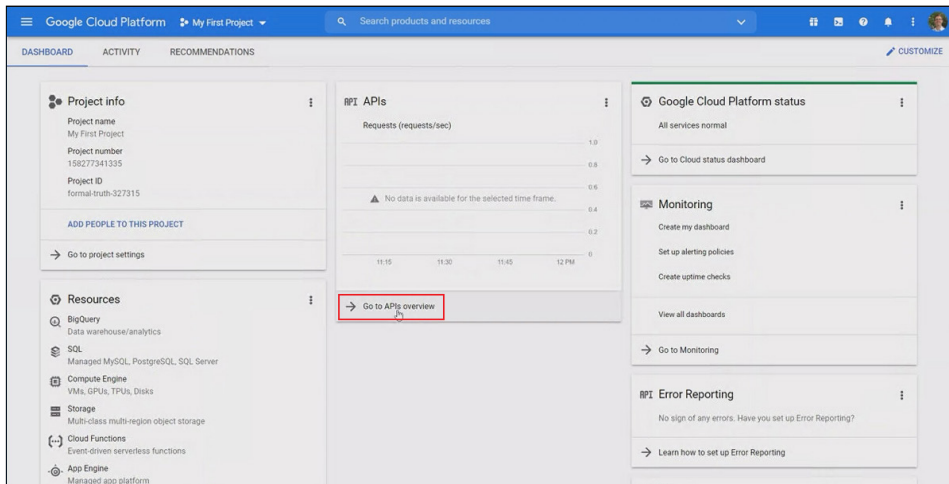 Google Cloud Platform
My First Project
Search products and resources
DASHBOARD
ACTIVITY
RECOMMENDATIONS
CUSTOMIZE
Project info
Project name
My First Project
Project number
158277341335
Project ID
formal-truth-327315
ADD PEOPLE TO THIS PROJECT
Go to project settings
Resources
BigQuery
Data warehouse/analytics
SQL
Managed MySQL, PostgreSQL, SQL Server
Compute Engine
VMs, GPUs, TPUs, Disks
Storage
Multi-class multi-region object storage
Cloud Functions
Event-driven serverless functions
App Engine
Managed app platform
API APIs
Requests (requests/sec)
1.0
0.8
0.6
No data is available for the selected time frame.
0.4
0.2
0
11:15
11:30
11:45
12 PM
Go to APIs overview
Google Cloud Platform status
All services normal
Go to Cloud status dashboard
Monitoring
Create my dashboard
Set up alerting policies
Create uptime checks
View all dashboards
Go to Monitoring
API Error Reporting
No sign of any errors. Have you set up Error Reporting?
Learn how to set up Error Reporting